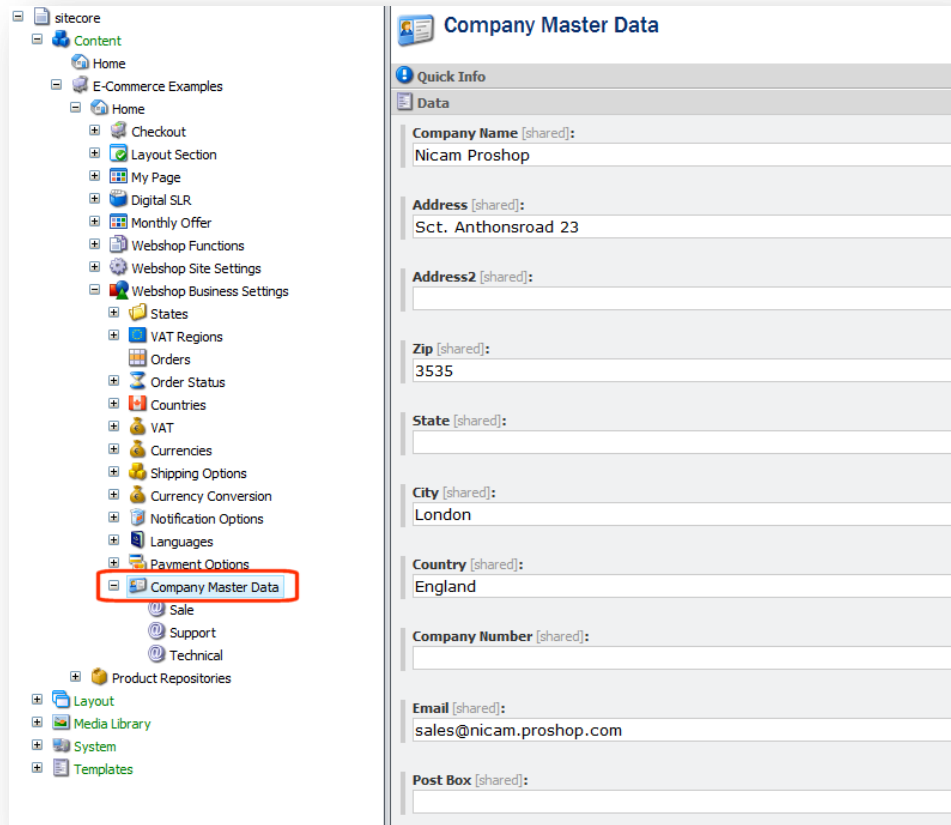 sitecore
Content
Home
E-Commerce Examples
Home
Checkout
Layout Section
My Page
Digital SLR
Monthly Offer
Webshop Functions
Webshop Site Settings
Webshop Business Settings
States
VAT Regions
Orders
Order Status
Countries
VAT
Currencies
Shipping Options
Currency Conversion
Notification Options
Languages
Payment Options
Company Master Data
Sale
Support
Technical
Product Repositories
Layout
Media Library
System
Templates
Company Master Data
Quick Info
Data
Company Name [shared]:
Nicam Proshop
Address [shared]:
Sct. Anthonsroad 23
Address2 [shared]:
Zip [shared]:
3535
State [shared]:
City [shared]:
London
Country [shared]:
England
Company Number [shared]:
Email [shared]:
sales@nicam.proshop.com
Post Box [shared]: